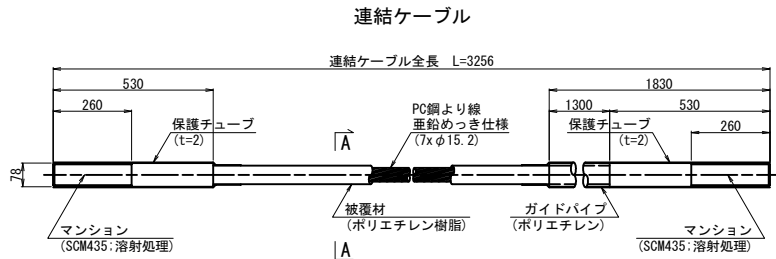 連結ケーブル
連結ケーブル全長 L=3256
530
1830
260
1300
530
260
保護チューブ
(t=2)
A
PC鋼より線
亜鉛めっき仕様
(7xφ15.2)
保護チューブ
(t=2)
78
マンション
(SCM435;溶射処理)
被覆材
(ポリエチレン樹脂)
ガイドパイプ
(ポリエチレン)
マンション
(SCM435;溶射処理)
A